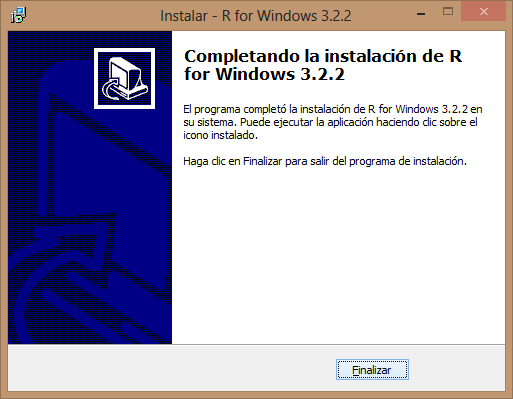 Instalar - R for Windows 3.2.2
Completando la instalación de R
for Windows 3.2.2
El programa completó la instalación de R for Windows 3.2.2 en
su sistema. Puede ejecutar la aplicación haciendo clic sobre el
icono instalado.
Haga clic en Finalizar para salir del programa de instalación.
Finalizar